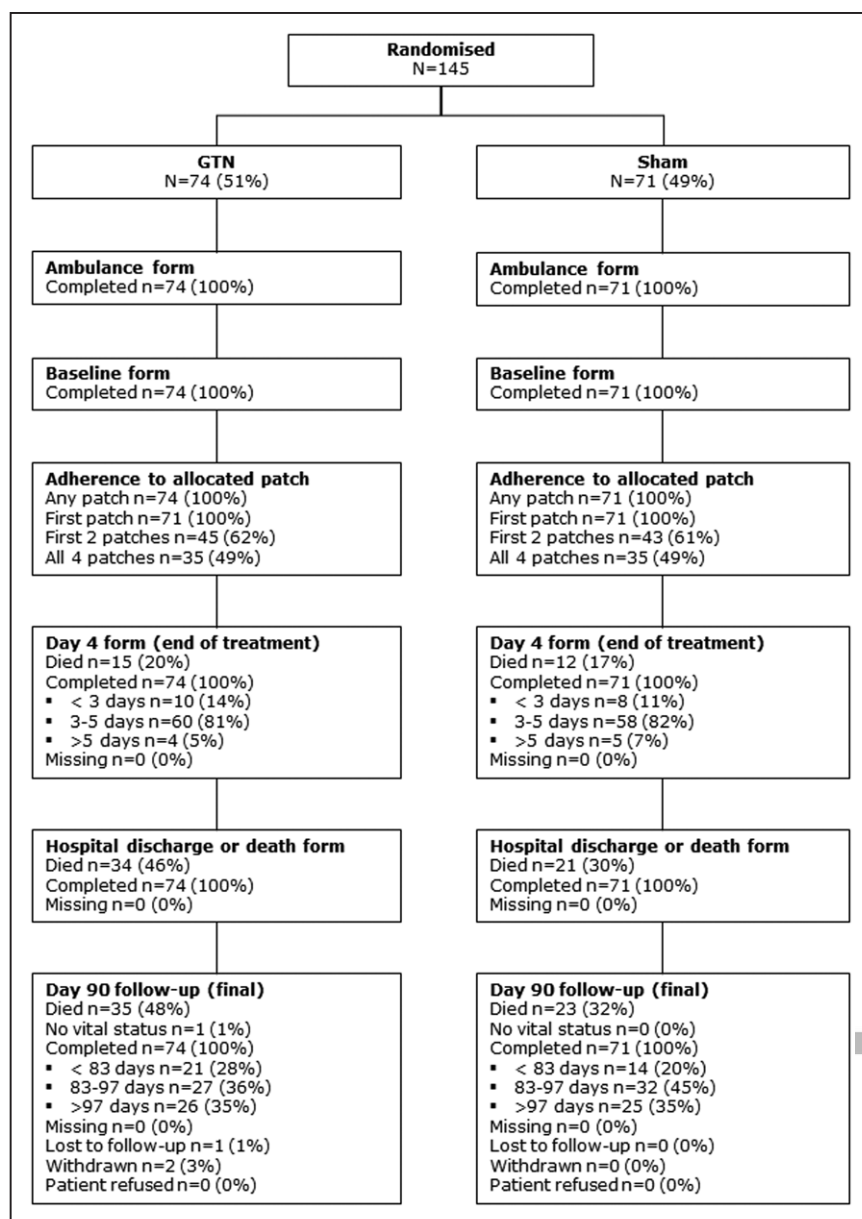 Randomised
N=145
GTN
N=74 (51%)
Sham
N=71 (49%)
Ambulance form
Completed n=74 (100%)
Ambulance form
Completed n=71 (100%)
Baseline form
Completed n=74 (100%)
Baseline form
Completed n=71 (100%)
Adherence to allocated patch
Any patch n=74 (100%)
First patch n=71 (100%)
First 2 patches n=45 (62%)
All 4 patches n=35 (49%)
Adherence to allocated patch
Any patch n=71 (100%)
First patch n=71 (100%)
First 2 patches n=43 (61%)
All 4 patches n=35 (49%)
Day 4 form (end of treatment)
Died n=15 (20%)
Completed n=74 (100%)
▪ < 3 days n=10 (14%)
▪ 3-5 days n=60 (81%)
▪ >5 days n=4 (5%)
Missing n=0 (0%)
Day 4 form (end of treatment)
Died n=12 (17%)
Completed n=71 (100%)
▪ < 3 days n=8 (11%)
▪ 3-5 days n=58 (82%)
▪ >5 days n=5 (7%)
Missing n=0 (0%)
Hospital discharge or death form
Died n=34 (46%)
Completed n=74 (100%)
Missing n=0 (0%)
Hospital discharge or death form
Died n=21 (30%)
Completed n=71 (100%)
Missing n=0 (0%)
Day 90 follow-up (final)
Died n=35 (48%)
No vital status n=1 (1%)
Completed n=74 (100%)
▪ < 83 days n=21 (28%)
▪ 83-97 days n=27 (36%)
▪ >97 days n=26 (35%)
Missing n=0 (0%)
Lost to follow-up n=1 (1%)
Withdrawn n=2 (3%)
Patient refused n=0 (0%)
Day 90 follow-up (final)
Died n=23 (32%)
No vital status n=0 (0%)
Completed n=71 (100%)
▪ < 83 days n=14 (20%)
▪ 83-97 days n=32 (45%)
▪ >97 days n=25 (35%)
Missing n=0 (0%)
Lost to follow-up n=0 (0%)
Withdrawn n=0 (0%)
Patient refused n=0 (0%)